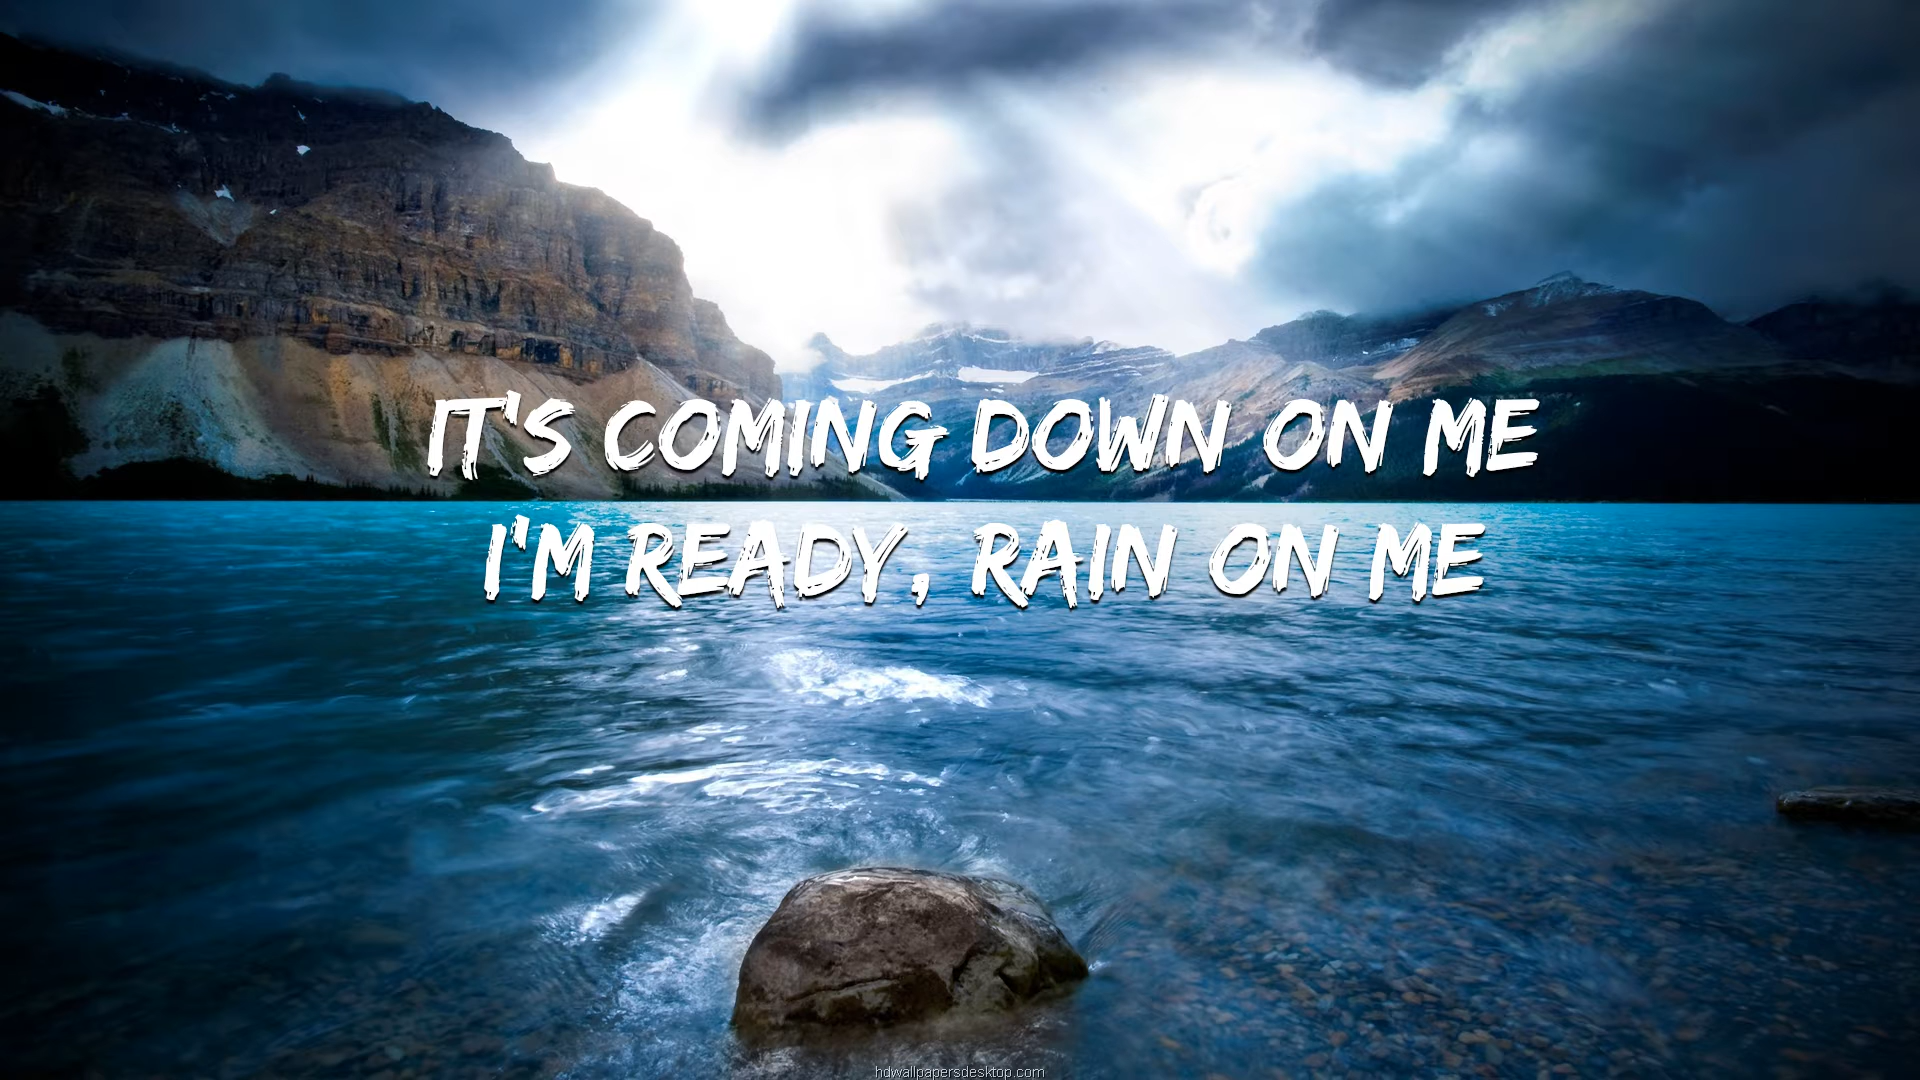 IT'S COMING DOWN ON ME
I'M READY, RAIN ON ME
hdwallpapersdesktop.com